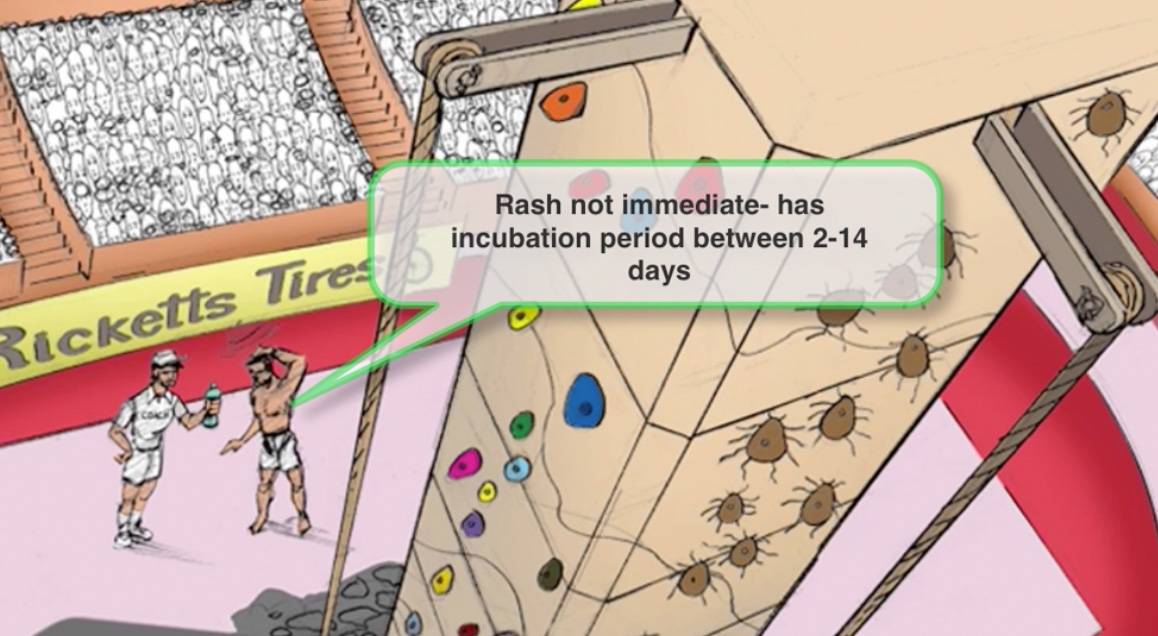 Rash not immediate- has
incubation period between 2-14
days
Ricketts Tires
COACH